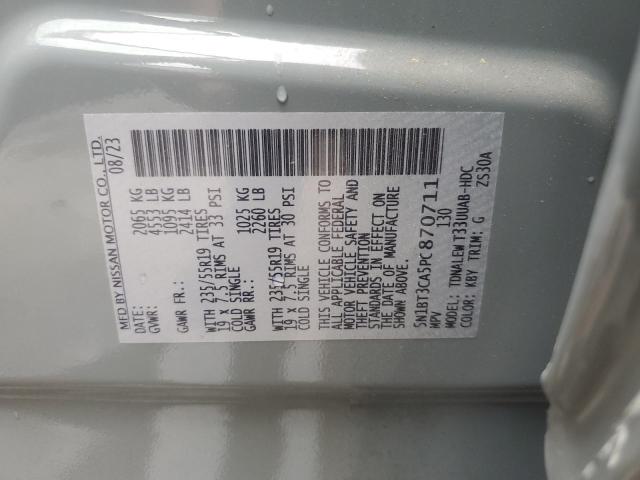 MFD BY NISSAN MOTOR CO., LTD.
DATE: 08/23
GVWR: 2065 KG
4553 LB
GAWR FR.: 1095 KG
2414 LB
WITH 235/55R19 TIRES
19 x 7.5 RIMS AT 33 PSI
COLD SINGLE
GAWR RR.: 1025 KG
2260 LB
WITH 235/55R19 TIRES
19 x 7.5 RIMS AT 30 PSI
COLD SINGLE
THIS VEHICLE CONFORMS TO
ALL APPLICABLE FEDERAL
MOTOR VEHICLE SAFETY AND
THEFT PREVENTION
STANDARDS IN EFFECT ON
THE DATE OF MANUFACTURE
SHOWN ABOVE
5N1BT3CA5PC870711
MPV 130
MODEL: TDNALEW T33UUAB-HDC
COLOR: KBY TRIM: G ZS30A